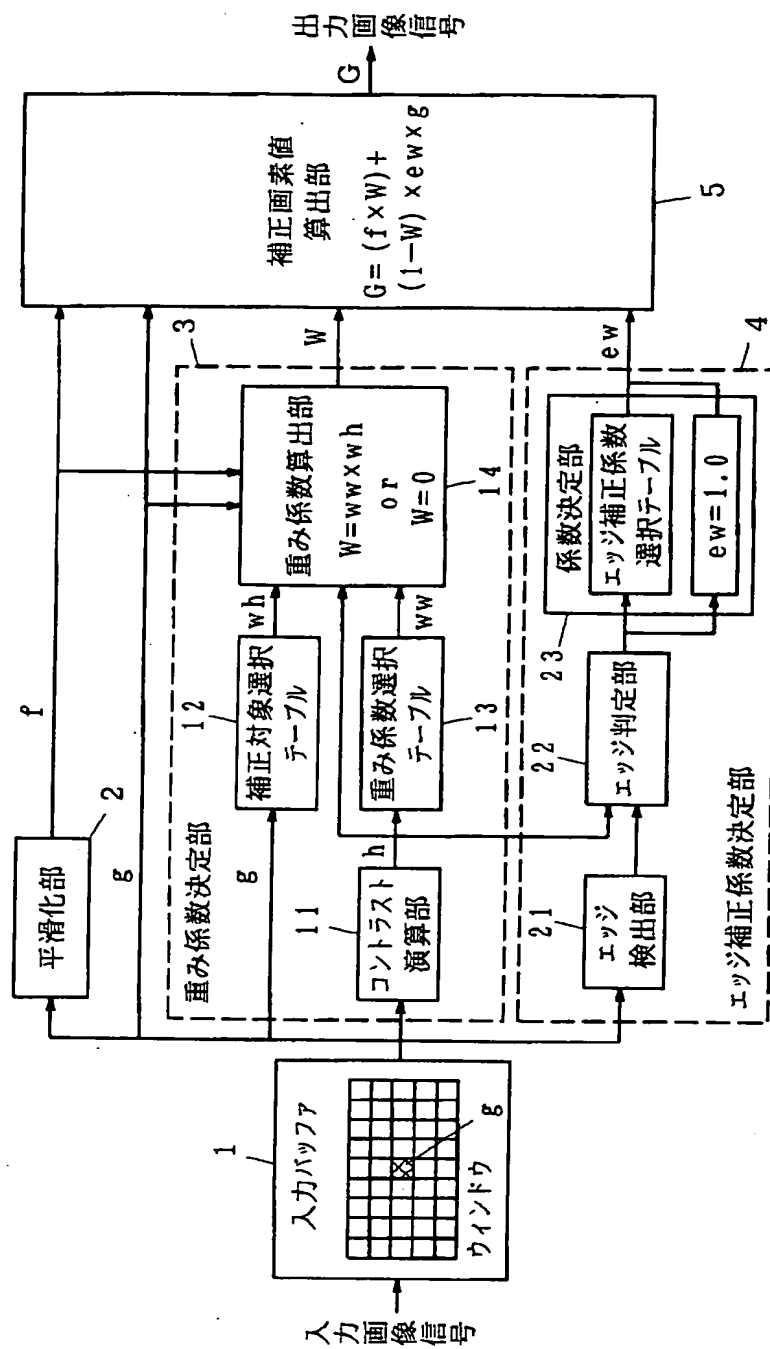 入力画像信号
1
入力バッファ
g
ウィンドウ
平滑化部
2
f
g
重み係数決定部
3
g
コントラスト
演算部
11
h
補正対象選択
テーブル
12
wh
重み係数選択
テーブル
13
ww
重み係数算出部
W=ww×wh
or
W=0
14
W
エッジ補正係数決定部
4
エッジ
検出部
21
エッジ判定部
22
係数決定部
エッジ補正係数
選択テーブル
ew=1.0
23
ew
補正画素値
算出部
G=(f×W)+
(1-W)×ew×g
5
G
出力画像信号